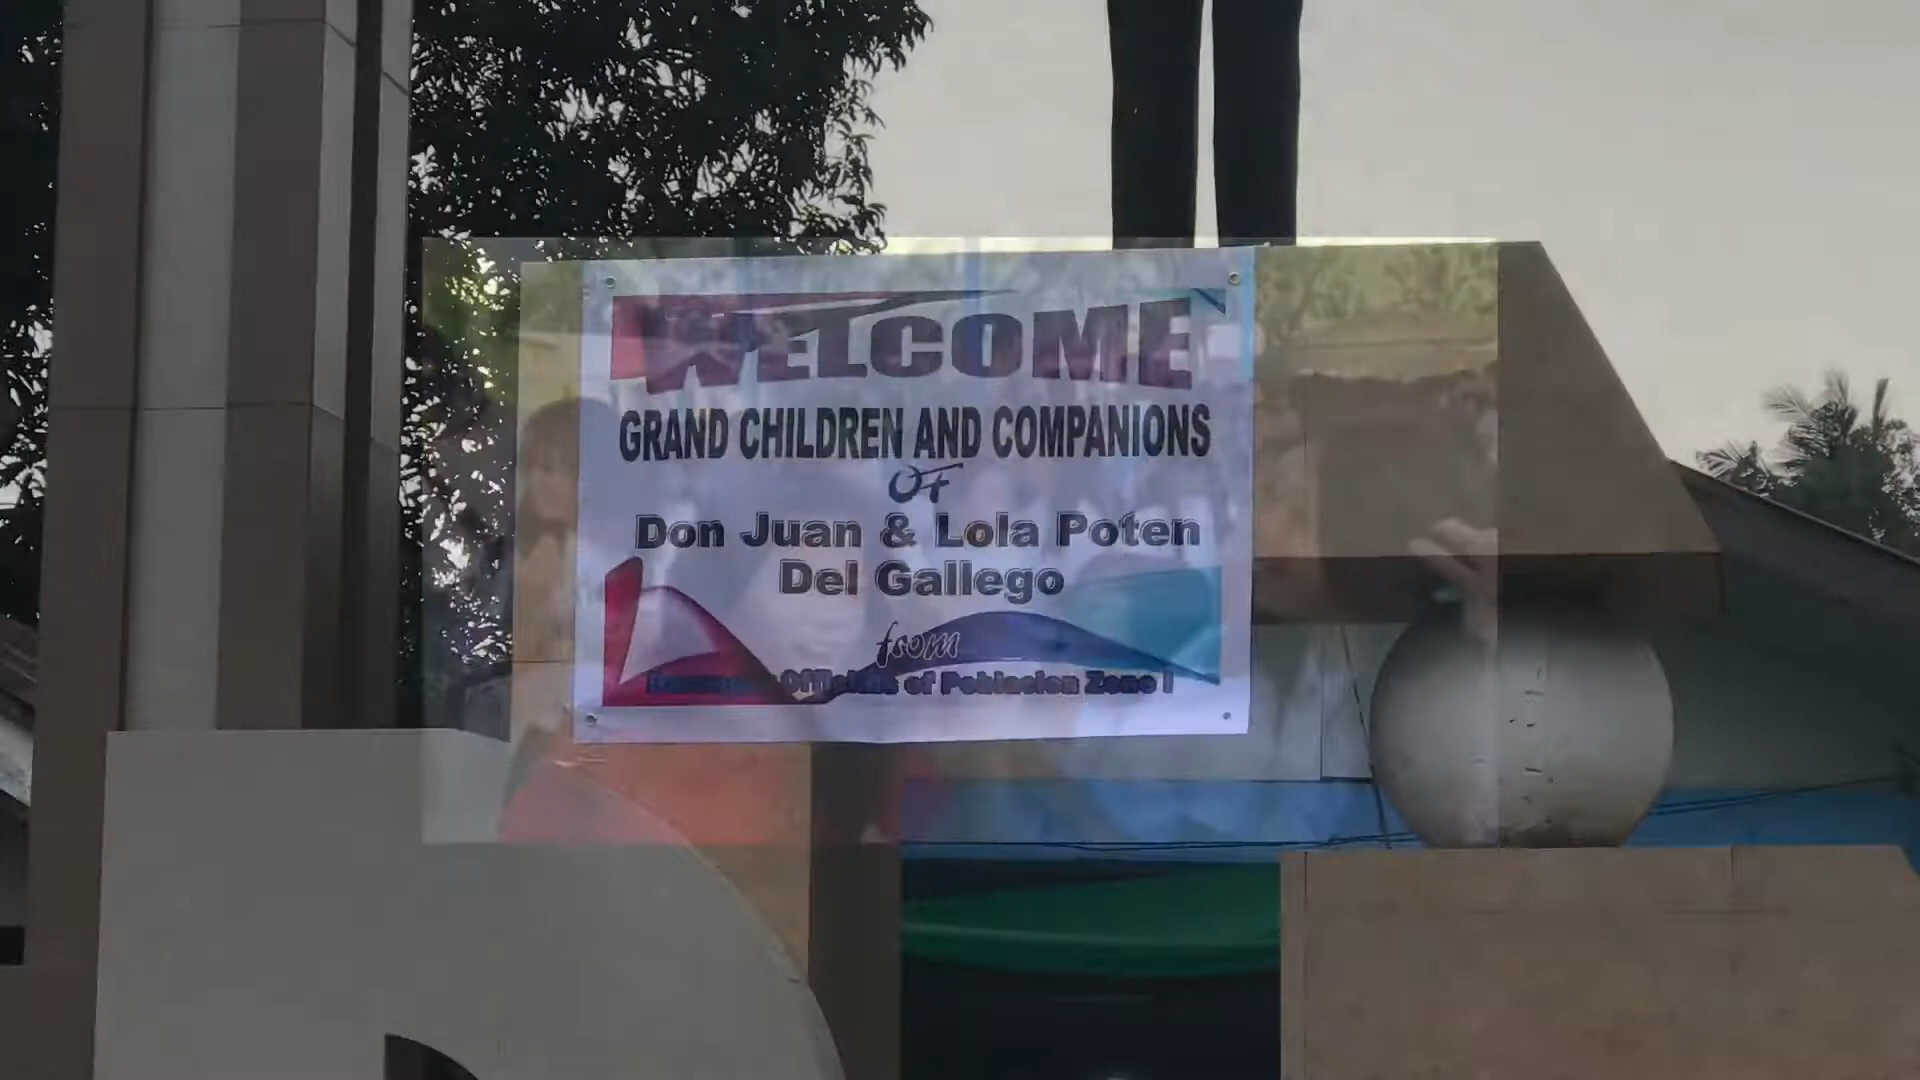 WELCOME
GRAND CHILDREN AND COMPANIONS
OF
Don Juan & Lola Poten
Del Gallego
from
Officials of Poblacion Zone I